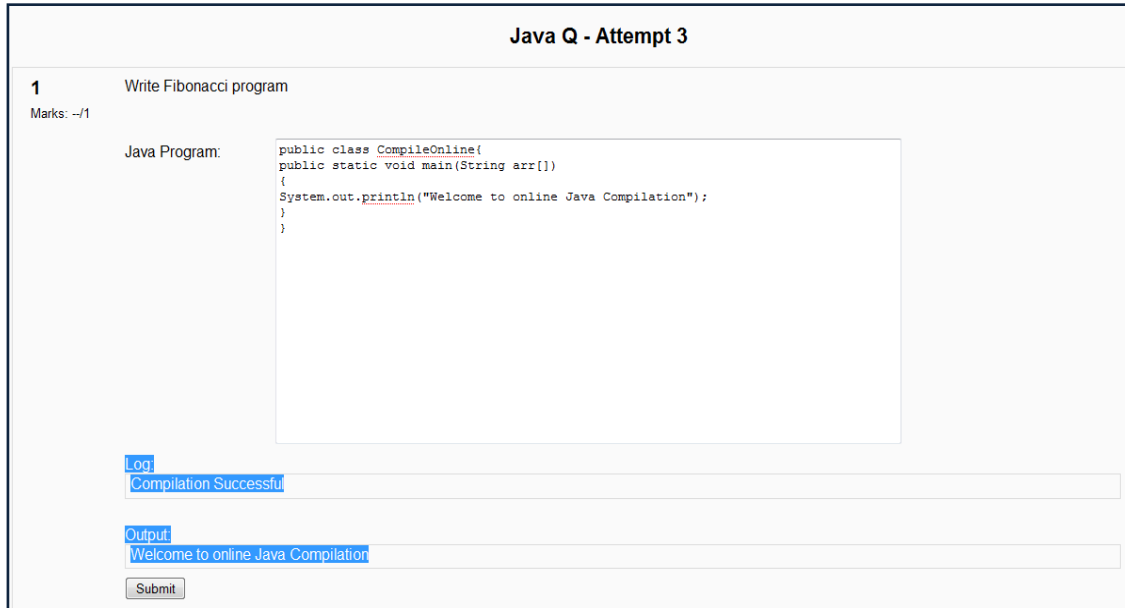 Java Q - Attempt 3
1
Write Fibonacci program
Marks: --/1
Java Program:
public class CompileOnline{
public static void main(String arr[])
{
System.out.println("Welcome to online Java Compilation");
}
}
Log:
Compilation Successful
Output:
Welcome to online Java Compilation
Submit